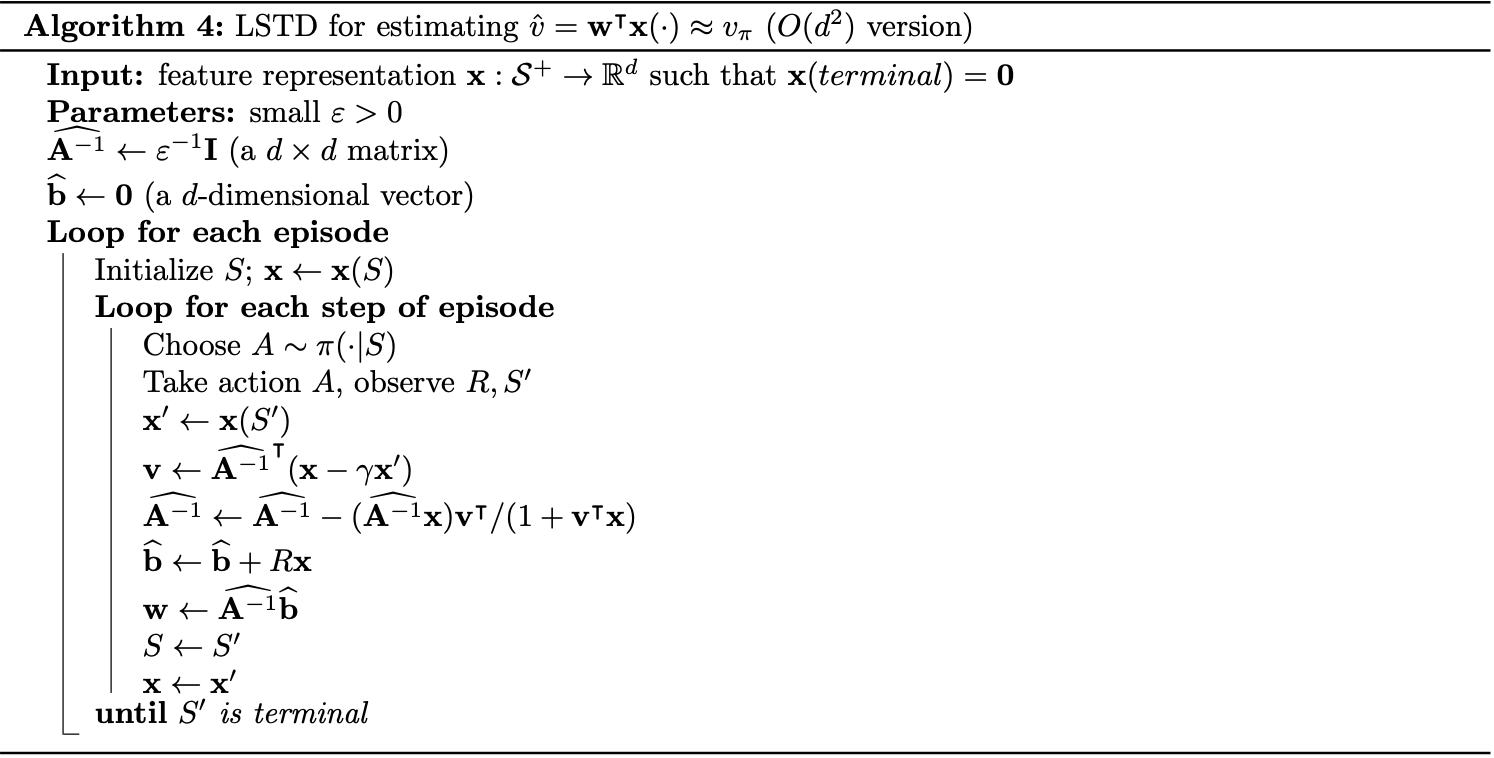 Algorithm 4: LSTD for estimating $\hat{v} = \mathbf{w}^\intercal \mathbf{x}(\cdot) \approx v_\pi$ ($O(d^2)$ version)
Input: feature representation $\mathbf{x} : \mathcal{S}^+ \to \mathbb{R}^d$ such that $\mathbf{x}(terminal) = \mathbf{0}$
Parameters: small $\varepsilon > 0$
$\widehat{\mathbf{A}^{-1}} \leftarrow \varepsilon^{-1}\mathbf{I}$ (a $d \times d$ matrix)
$\widehat{\mathbf{b}} \leftarrow \mathbf{0}$ (a $d$-dimensional vector)
Loop for each episode
Initialize $S$; $\mathbf{x} \leftarrow \mathbf{x}(S)$
Loop for each step of episode
Choose $A \sim \pi(\cdot|S)$
Take action $A$, observe $R, S'$
$\mathbf{x}' \leftarrow \mathbf{x}(S')$
$\mathbf{v} \leftarrow \widehat{\mathbf{A}^{-1}}^\intercal (\mathbf{x} - \gamma \mathbf{x}')$
$\widehat{\mathbf{A}^{-1}} \leftarrow \widehat{\mathbf{A}^{-1}} - (\widehat{\mathbf{A}^{-1}}\mathbf{x})\mathbf{v}^\intercal / (1 + \mathbf{v}^\intercal \mathbf{x})$
$\widehat{\mathbf{b}} \leftarrow \widehat{\mathbf{b}} + R\mathbf{x}$
$\mathbf{w} \leftarrow \widehat{\mathbf{A}^{-1}}\widehat{\mathbf{b}}$
$S \leftarrow S'$
$\mathbf{x} \leftarrow \mathbf{x}'$
until $S'$ is terminal